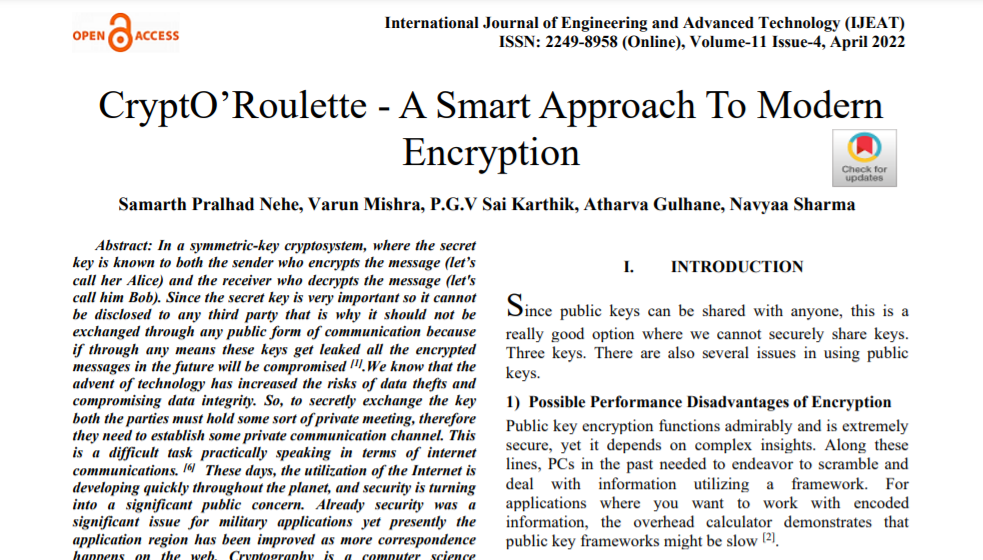 OPEN ACCESS
International Journal of Engineering and Advanced Technology (IJEAT)
ISSN: 2249-8958 (Online), Volume-11 Issue-4, April 2022
CryptO’Roulette - A Smart Approach To Modern
Encryption
Check for
updates
Samarth Pralhad Nehe, Varun Mishra, P.G.V Sai Karthik, Atharva Gulhane, Navyaa Sharma
Abstract: In a symmetric-key cryptosystem, where the secret
key is known to both the sender who encrypts the message (let’s
call her Alice) and the receiver who decrypts the message (let's
call him Bob). Since the secret key is very important so it cannot
be disclosed to any third party that is why it should not be
exchanged through any public form of communication because
if through any means these keys get leaked all the encrypted
messages in the future will be compromised [1].We know that the
advent of technology has increased the risks of data thefts and
compromising data integrity. So, to secretly exchange the key
both the parties must hold some sort of private meeting, therefore
they need to establish some private communication channel. This
is a difficult task practically speaking in terms of internet
communications. [6] These days, the utilization of the Internet is
developing quickly throughout the planet, and security is turning
into a significant public concern. Already security was a
significant issue for military applications yet presently the
application region has been improved as more correspondence
happens on the web. Cryptography is a computer science
I. INTRODUCTION
Since public keys can be shared with anyone, this is a
really good option where we cannot securely share keys.
Three keys. There are also several issues in using public
keys.
1) Possible Performance Disadvantages of Encryption
Public key encryption functions admirably and is extremely
secure, yet it depends on complex insights. Along these
lines, PCs in the past needed to endeavor to scramble and
deal with information utilizing a framework. For
applications where you want to work with encoded
information, the overhead calculator demonstrates that
public key frameworks might be slow [2].